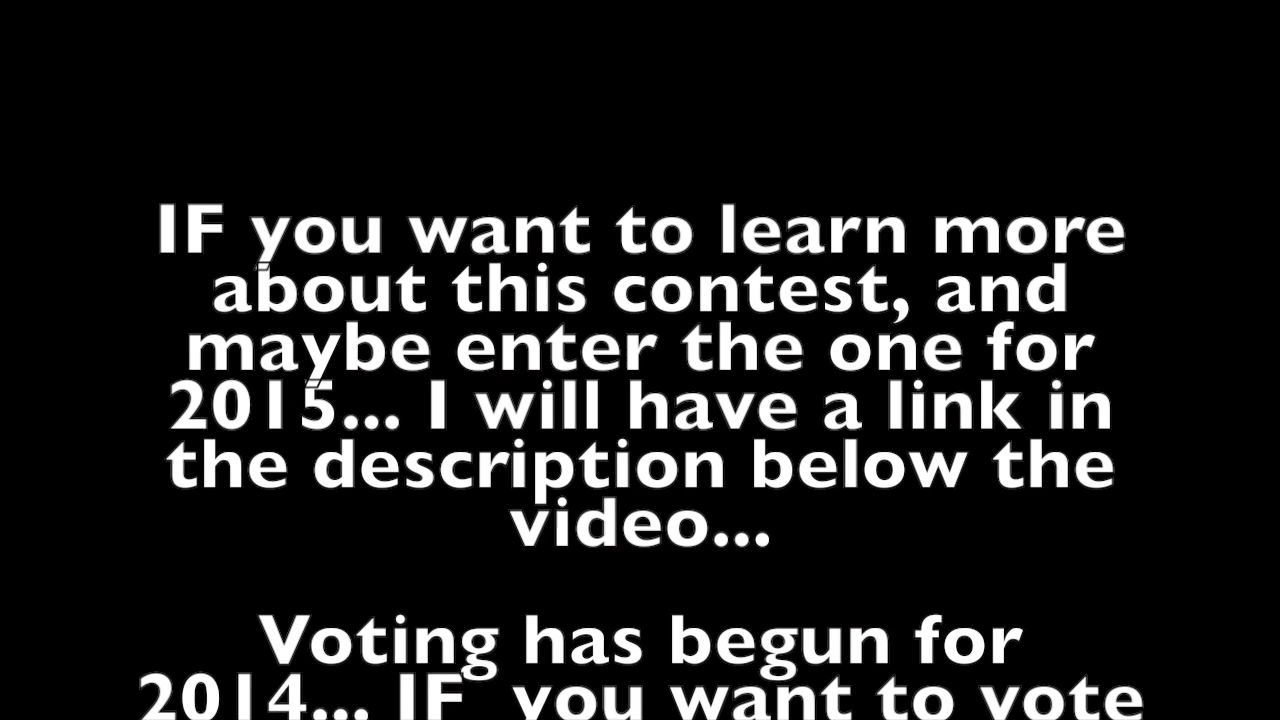 IF you want to learn more
about this contest, and
maybe enter the one for
2015... I will have a link in
the description below the
video...
Voting has begun for
2014... IF  you want to vote